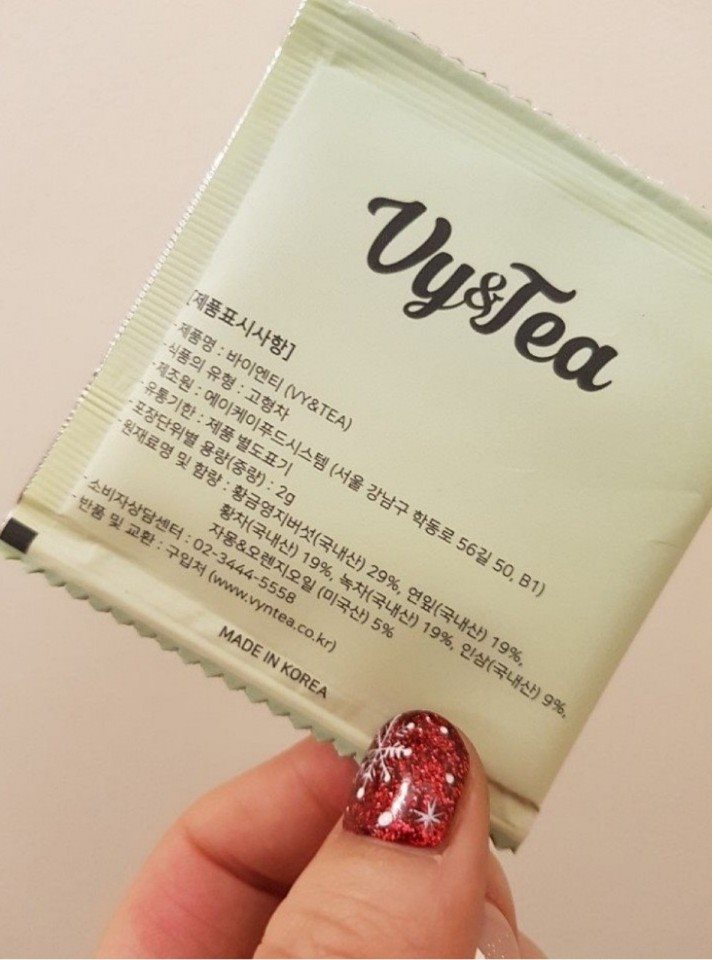 Vy&Tea
[제품표시사항]
· 제품명 : 바이엔티 (VY&TEA)
· 식품의 유형 : 고형차
· 제조원 : 에이케이푸드시스템 (서울 강남구 학동로 56길 50, B1)
· 유통기한 : 제품 별도표기
· 포장단위별 용량(중량) : 2g
· 원재료명 및 함량 : 황금영지버섯(국내산) 29%, 연잎(국내산) 19%,
황차(국내산) 19%, 녹차(국내산) 19%, 인삼(국내산) 9%,
자몽&오렌지오일 (미국산) 5%
· 소비자상담센터 : 02-3444-5558
· 반품 및 교환 : 구입처 (www.vyntea.co.kr)
MADE IN KOREA